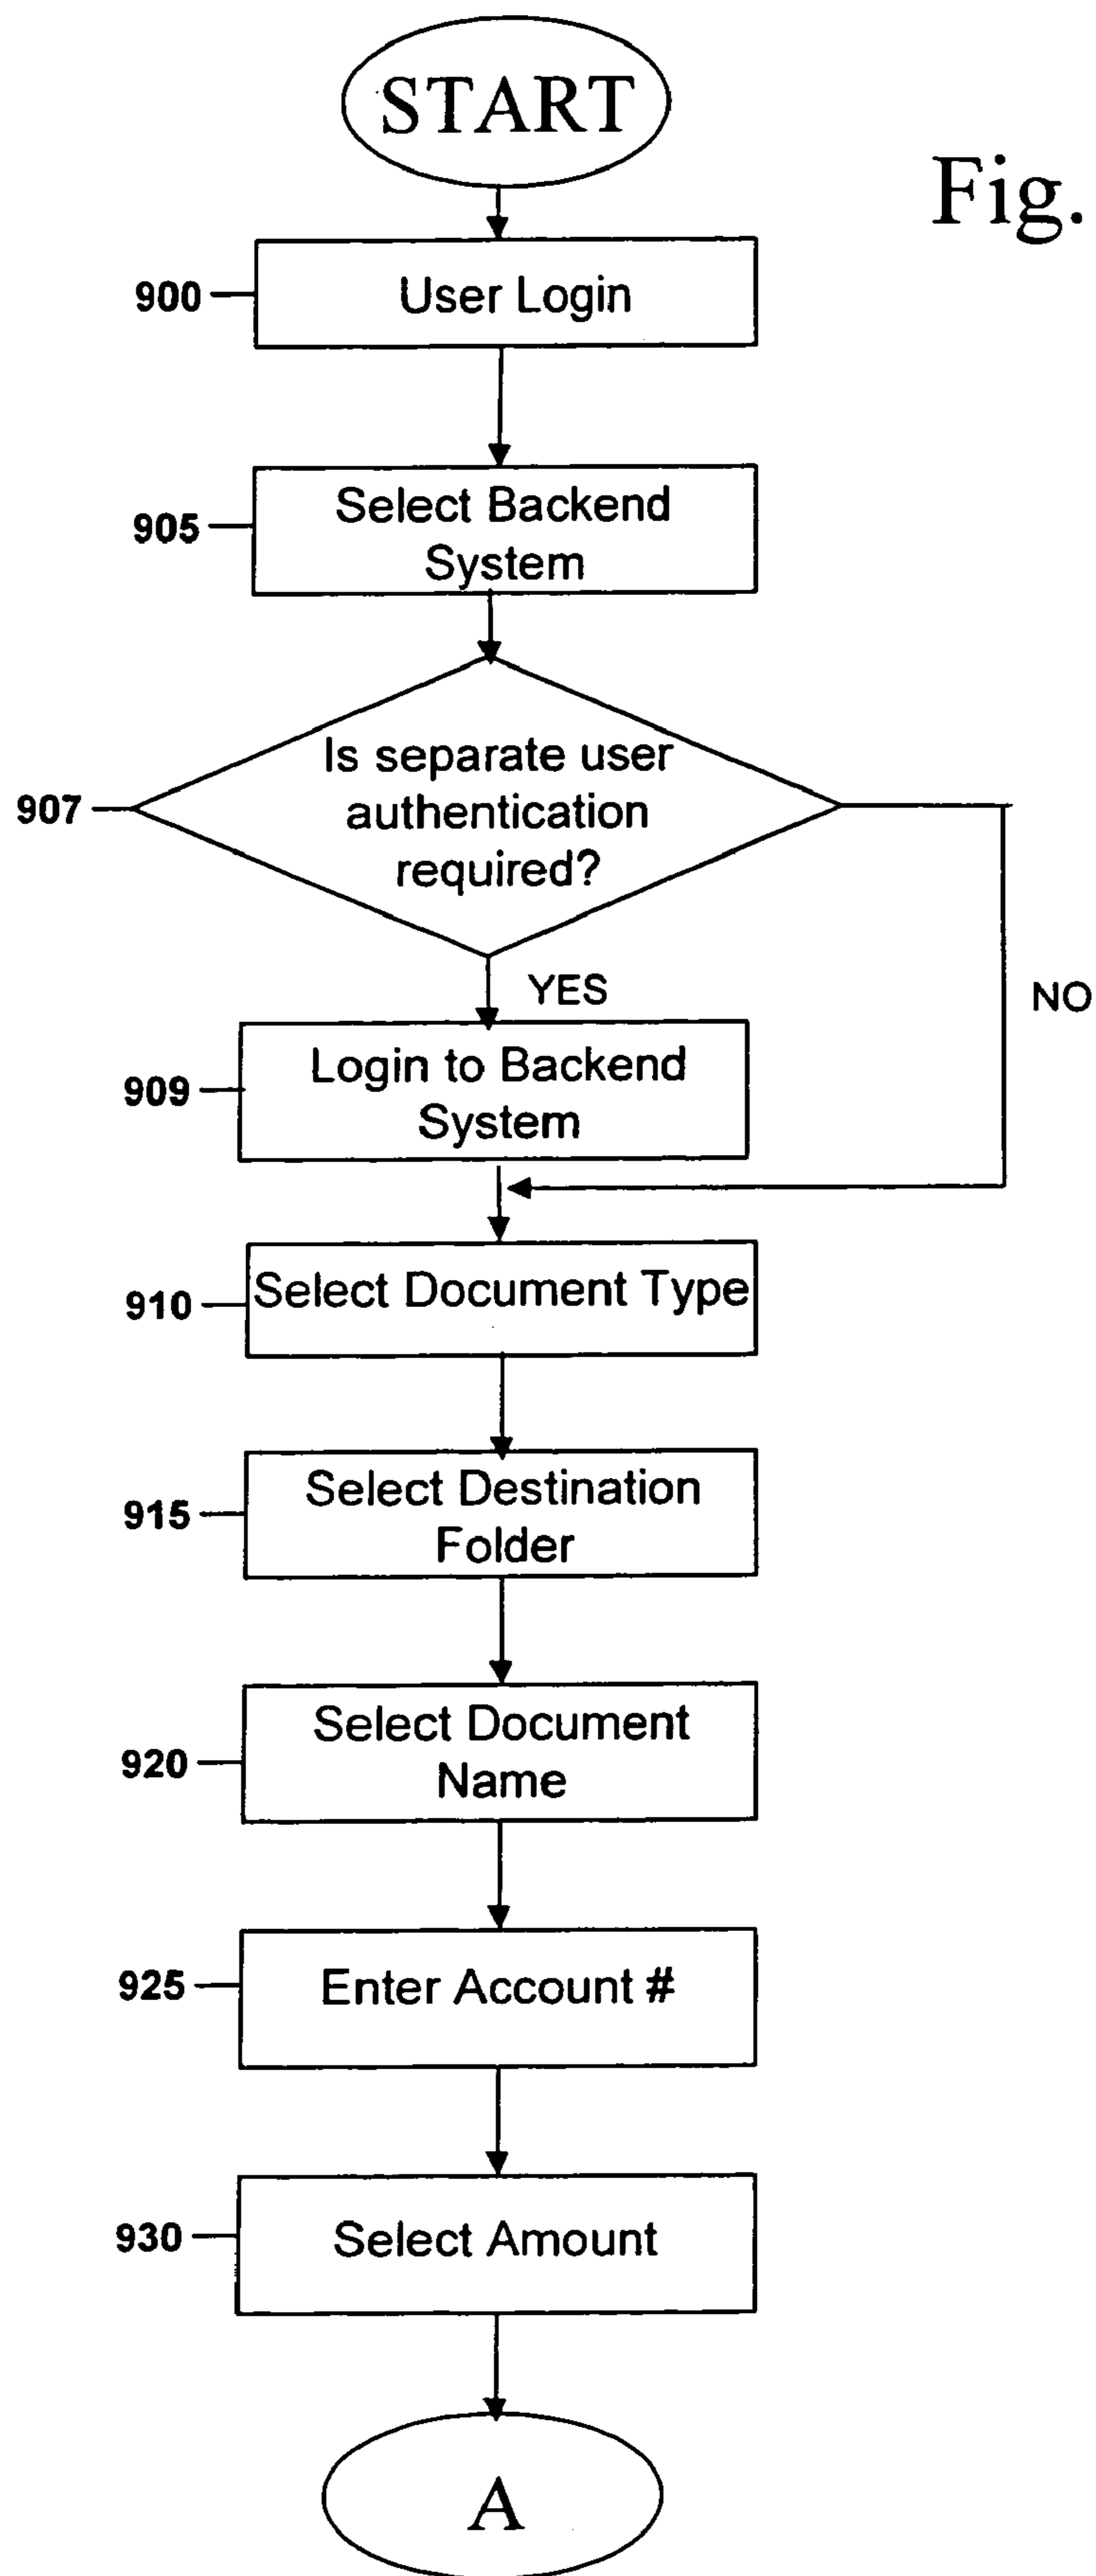 START
Fig.
900
User Login
905
Select Backend
System
Is separate user
authentication
required?
907
YES
NO
909
Login to Backend
System
910
Select Document Type
915
Select Destination
Folder
920
Select Document
Name
925
Enter Account #
930
Select Amount
A